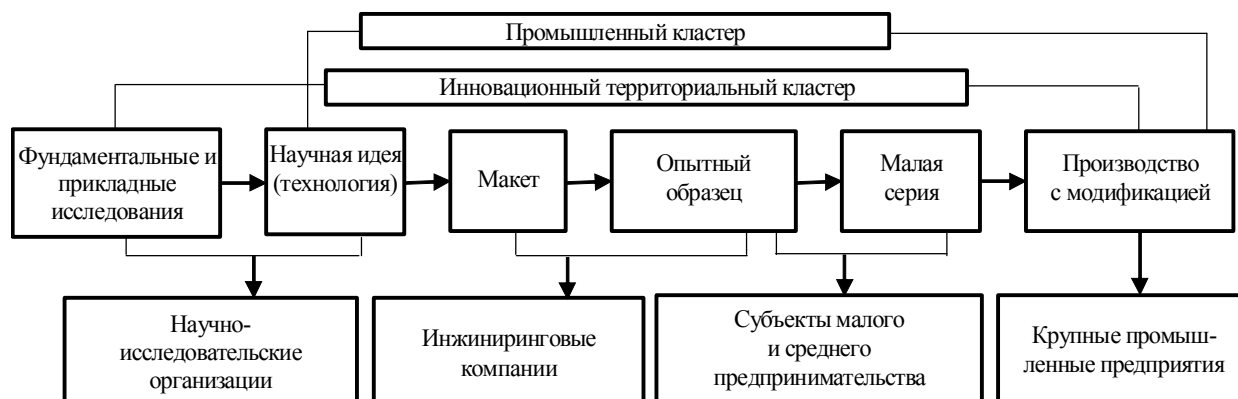 Промышленный кластер
Инновационный территориальный кластер
Фундаментальные и
прикладные
исследования
Научная идея
(технология)
Макет
Опытный
образец
Малая
серия
Производство
с модификацией
Научно-
исследовательские
организации
Инжиниринговые
компании
Субъекты малого
и среднего
предпринимательства
Крупные промыш-
ленные предприятия